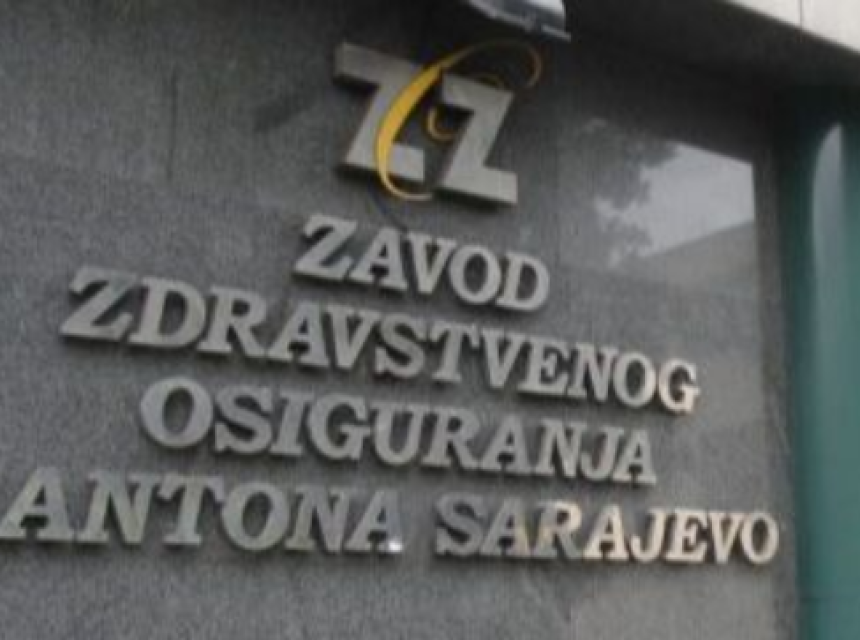 ZZ
ZAVOD
ZDRAVSTVENOG
OSIGURANJA
ANTONA SARAJEVO